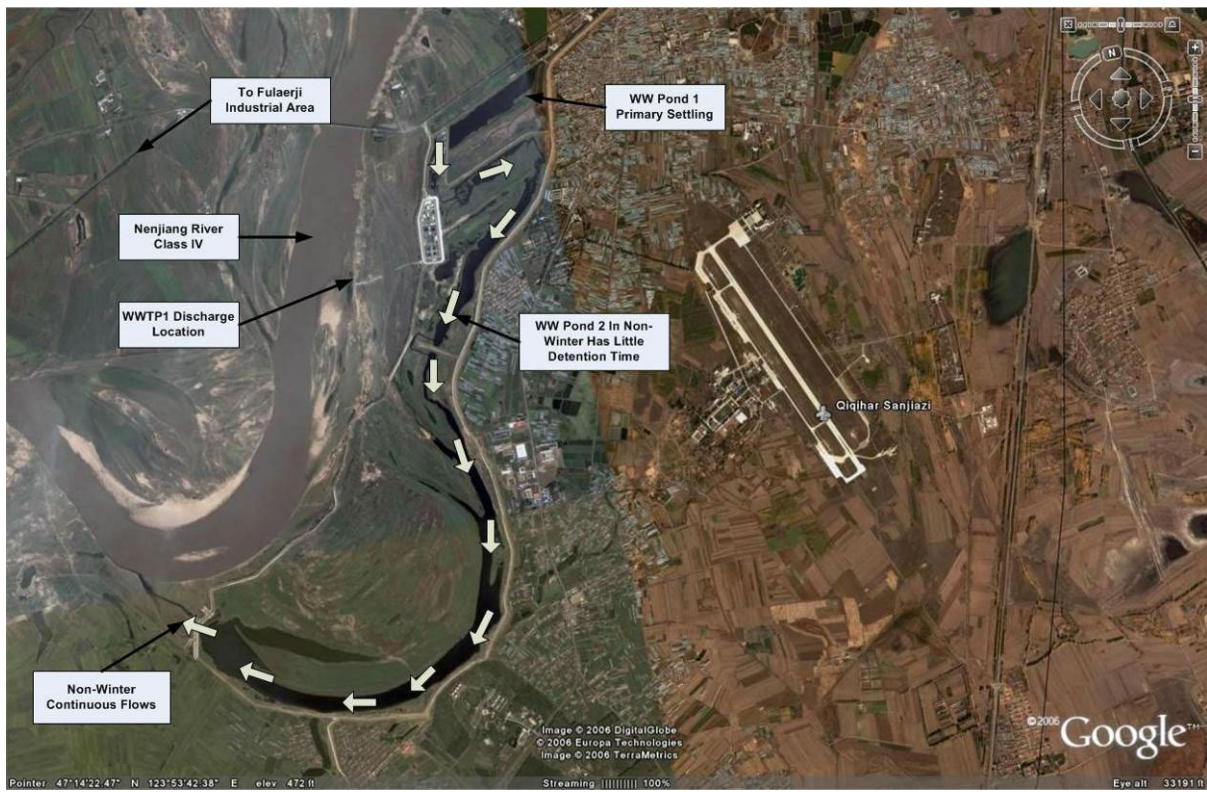 To Fulaerji
Industrial Area
WW Pond 1
Primary Settling
N
Nenjiang River
Class IV
WWTP1 Discharge
Location
WW Pond 2 In Non-
Winter Has Little
Detention Time
Qiqihar Sanjiazi
Non-Winter
Continuous Flows
Image © 2006 DigitalGlobe
© 2006 Europa Technologies
Image © 2006 TerraMetrics
©2006 Google™
Pointer 47°14'22.47" N 123°53'42.38" E elev 472 ft
Streaming |||||||||| 100%
Eye alt 33191 ft